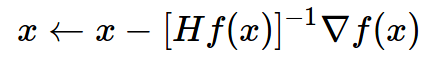 x ← x − [Hf(x)]⁻¹∇f(x)